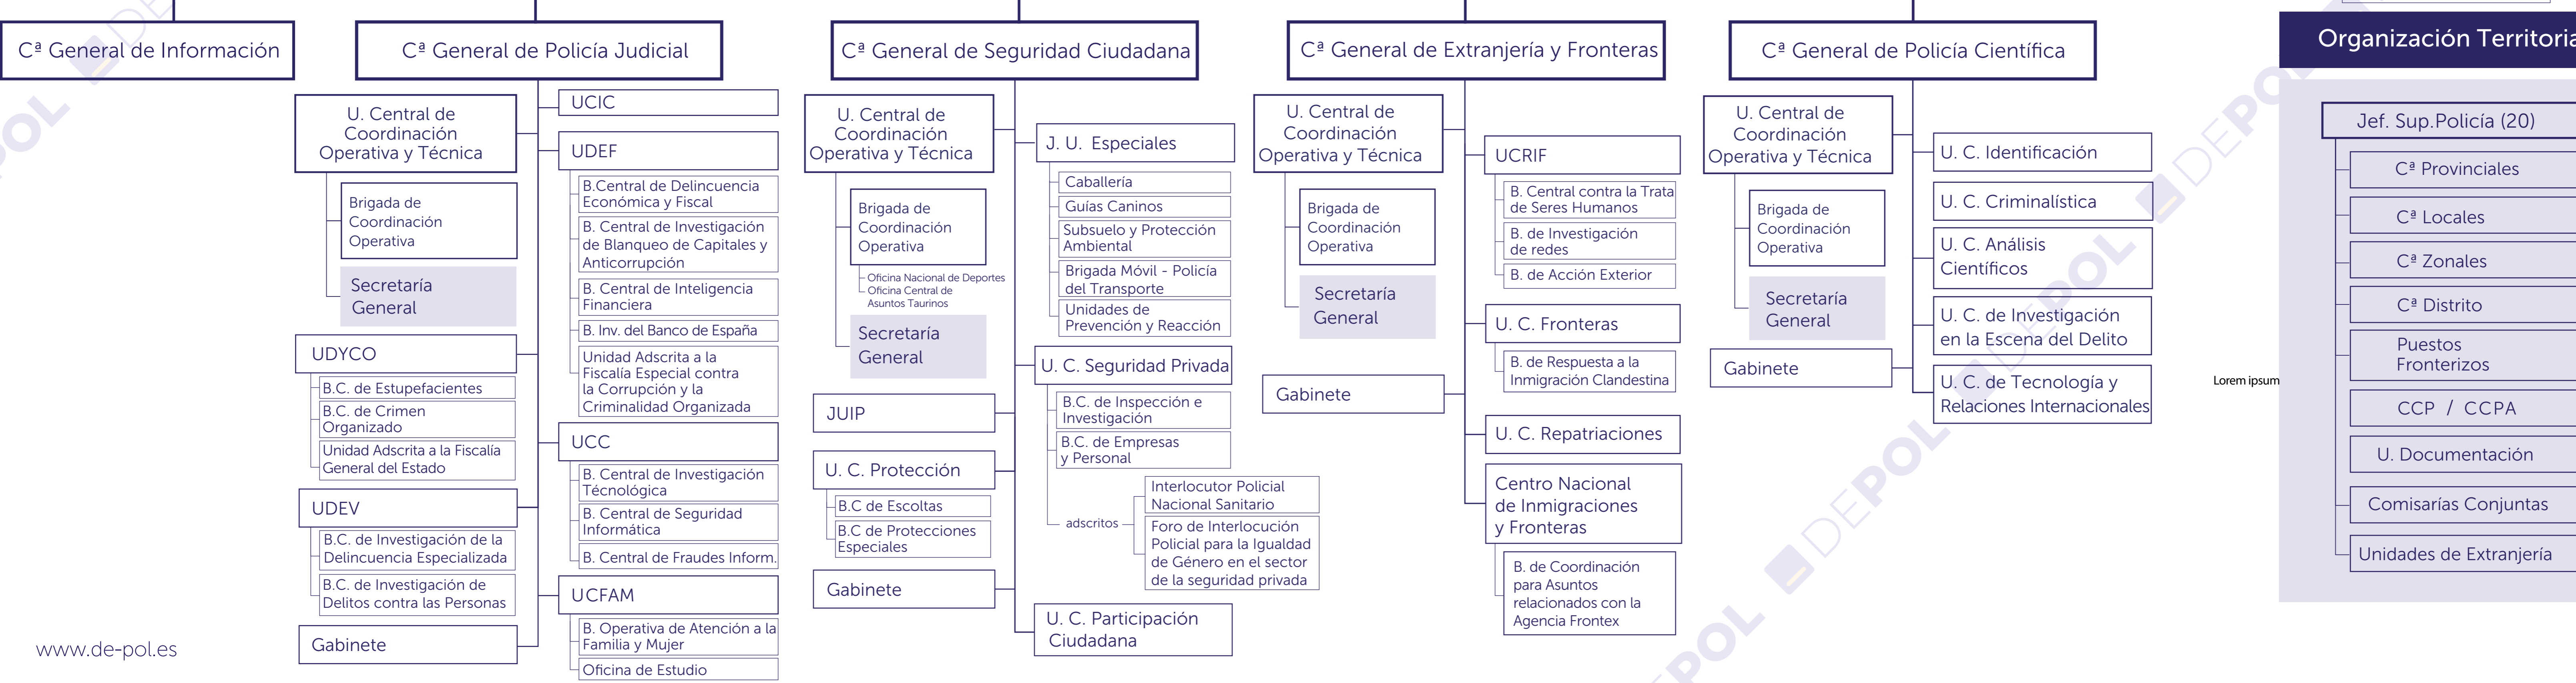 Cª General de Información
Cª General de Policía Judicial
U. Central de
Coordinación
Operativa y Técnica
Brigada de
Coordinación
Operativa
Secretaría
General
UDYCO
B.C. de Estupefacientes
B.C. de Crimen
Organizado
Unidad Adscrita a la Fiscalía
General del Estado
UDEV
B.C. de Investigación de la
Delincuencia Especializada
B.C. de Investigación de
Delitos contra las Personas
Gabinete
UCIC
UDEF
B.Central de Delincuencia
Económica y Fiscal
B. Central de Investigación
de Blanqueo de Capitales y
Anticorrupción
B. Central de Inteligencia
Financiera
B. Inv. del Banco de España
Unidad Adscrita a la
Fiscalía Especial contra
la Corrupción y la
Criminalidad Organizada
UCC
B. Central de Investigación
Técnológica
B. Central de Seguridad
Informática
B. Central de Fraudes Inform.
UCFAM
B. Operativa de Atención a la
Familia y Mujer
Oficina de Estudio
Cª General de Seguridad Ciudadana
U. Central de
Coordinación
Operativa y Técnica
Brigada de
Coordinación
Operativa
Oficina Nacional de Deportes
Oficina Central de
Asuntos Taurinos
Secretaría
General
JUIP
U. C. Protección
B.C de Escoltas
B.C de Protecciones
Especiales
Gabinete
J. U. Especiales
Caballería
Guías Caninos
Subsuelo y Protección
Ambiental
Brigada Móvil - Policía
del Transporte
Unidades de
Prevención y Reacción
U. C. Seguridad Privada
B.C. de Inspección e
Investigación
B.C. de Empresas
y Personal
adscritos
Interlocutor Policial
Nacional Sanitario
Foro de Interlocución
Policial para la Igualdad
de Género en el sector
de la seguridad privada
U. C. Participación
Ciudadana
Cª General de Extranjería y Fronteras
U. Central de
Coordinación
Operativa y Técnica
Brigada de
Coordinación
Operativa
Secretaría
General
Gabinete
UCRIF
B. Central contra la Trata
de Seres Humanos
B. de Investigación
de redes
B. de Acción Exterior
U. C. Fronteras
B. de Respuesta a la
Inmigración Clandestina
U. C. Repatriaciones
Centro Nacional
de Inmigraciones
y Fronteras
B. de Coordinación
para Asuntos
relacionados con la
Agencia Frontex
Cª General de Policía Científica
U. Central de
Coordinación
Operativa y Técnica
Brigada de
Coordinación
Operativa
Secretaría
General
Gabinete
U. C. Identificación
U. C. Criminalística
U. C. Análisis
Científicos
U. C. de Investigación
en la Escena del Delito
U. C. de Tecnología y
Relaciones Internacionales
Lorem ipsum
Organización Territoria
Jef. Sup.Policía (20)
Cª Provinciales
Cª Locales
Cª Zonales
Cª Distrito
Puestos
Fronterizos
CCP / CCPA
U. Documentación
Comisarías Conjuntas
Unidades de Extranjería
www.de-pol.es
DEPOL
DEPOL
DEPOL
DEPOL